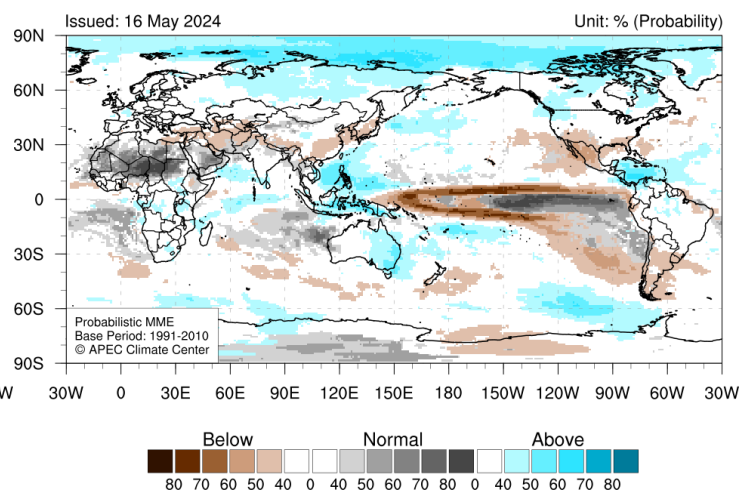 Issued: 16 May 2024 Unit: % (Probability)
90N
60N
30N
0
30S
60S
90S
Probabilistic MME
Base Period: 1991-2010
© APEC Climate Center
W 30W 0 30E 60E 90E 120E 150E 180 150W 120W 90W 60W 30W
Below Normal Above
80 70 60 50 40 0 40 50 60 70 80 0 40 50 60 70 80